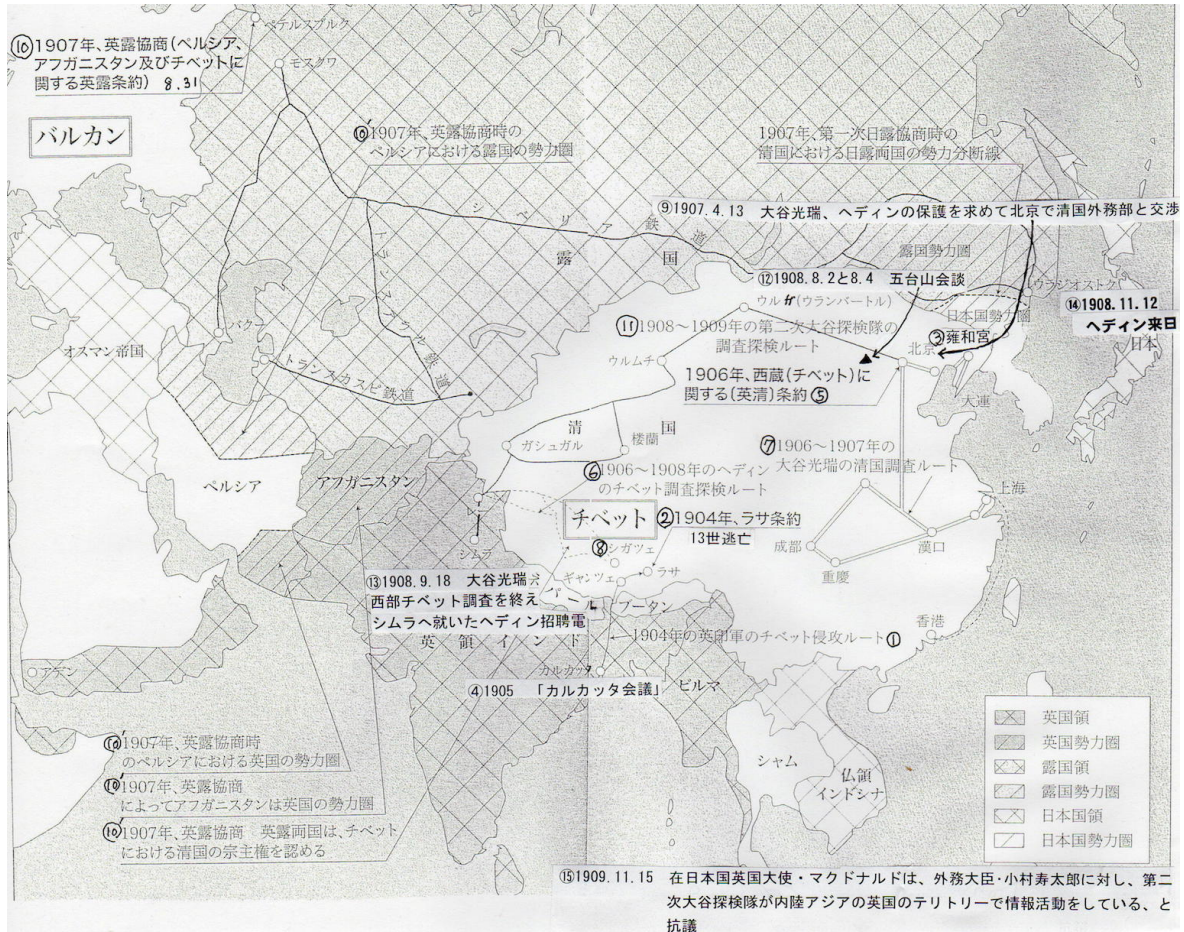 ペテルスブルク
⑩1907年、英露協商(ペルシア、
アフガニスタン及びチベットに
関する英露条約) 8.31
モスクワ
バルカン
⑩′1907年、英露協商時の
ペルシアにおける露国の勢力圏
1907年、第一次日露協商時の
清国における日露両国の勢力分断線
⑨1907.4.13 大谷光瑞、ヘディンの保護を求めて北京で清国外務部と交渉
シベリア鉄道
トランスオラル鉄道
露国
露国勢力圏
⑫1908.8.2と8.4 五台山会談
ウラジオストク
ウルガ(ウランバートル)
日本国勢力圏
⑭1908.11.12
ヘディン来日
日本
⑪1908~1909年の第二次大谷探検隊の
調査探検ルート
③雍和宮
北京
バクー
オスマン帝国
トランスカスピ鉄道
ウルムチ
1906年、西蔵(チベット)に
関する(英清)条約⑤
大連
清国
カシュガル
楼蘭
⑦1906~1907年の
大谷光瑞の清国調査ルート
⑥1906~1908年のヘディン
のチベット調査探検ルート
ペルシア
アフガニスタン
上海
チベット
②1904年、ラサ条約
13世逃亡
シムラ
⑧シガツェ
成都
漢口
重慶
ギャンツェ
ラサ
⑬1908.9.18 大谷光瑞
西部チベット調査を終え
シムラへ就いたヘディン招聘電
ネパール
ブータン
香港
英領インド
1904年の英印軍のチベット侵攻ルート①
アデン
カルカッタ
④1905 「カルカッタ会議」
ビルマ
英国領
英国勢力圏
露国領
露国勢力圏
日本国領
日本国勢力圏
⑩′1907年、英露協商時
のペルシアにおける英国の勢力圏
シャム
仏領
インドシナ
⑩′1907年、英露協商
によってアフガニスタンは英国の勢力圏
⑩′1907年、英露協商 英露両国は、チベット
における清国の宗主権を認める
⑮1909.11.15 在日本国英国大使・マクドナルドは、外務大臣・小村寿太郎に対し、第二
次大谷探検隊が内陸アジアの英国のテリトリーで情報活動をしている、と
抗議